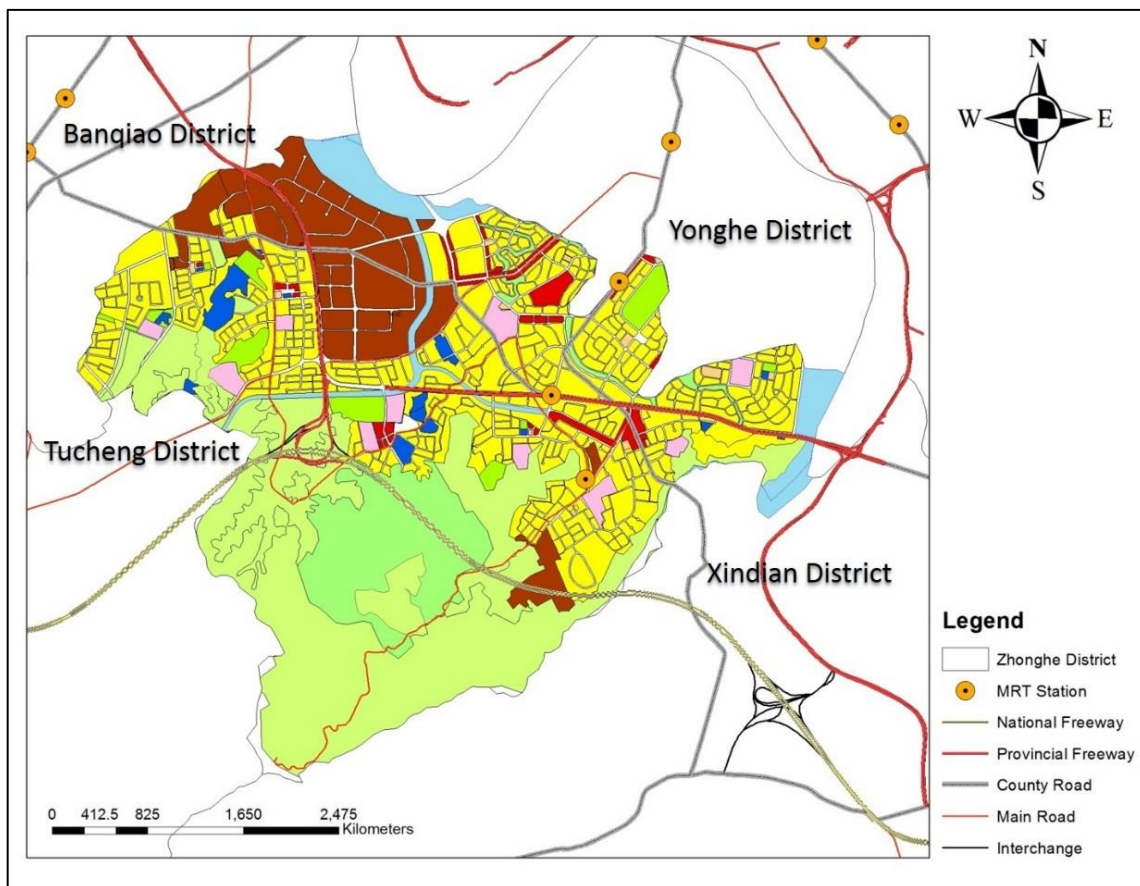 N
W E
S
Banqiao District
Yonghe District
Tucheng District
Xindian District
Legend
Zhonghe District
MRT Station
National Freeway
Provincial Freeway
County Road
Main Road
Interchange
0 412.5 825 1,650 2,475
Kilometers